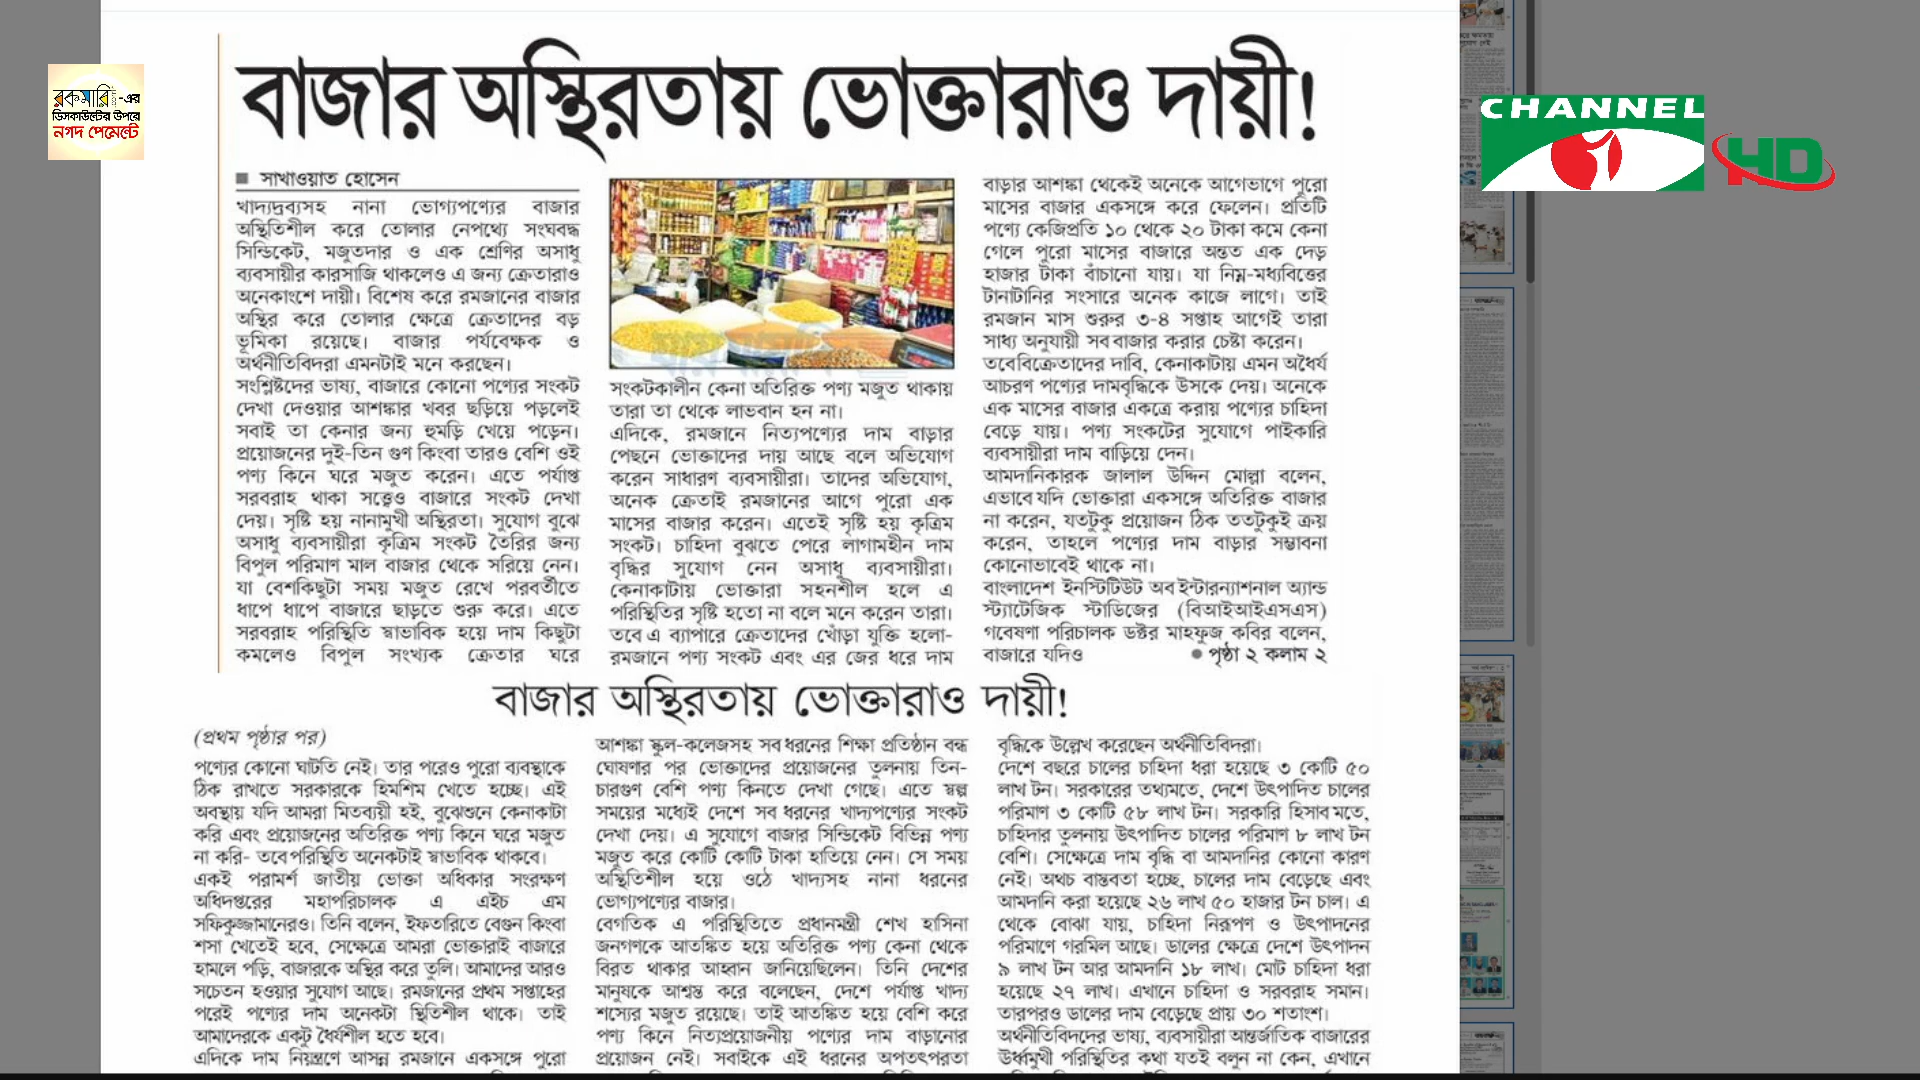 বাজার অস্থিরতায় ভোক্তারাও দায়ী!
সাখাওয়াত হোসেন
খাদ্যদ্রব্যসহ নানা ভোগ্যপণ্যের বাজার
অস্থিতিশীল করে তোলার নেপথ্যে সংঘবদ্ধ
সিন্ডিকেট, মজুতদার ও এক শ্রেণির অসাধু
ব্যবসায়ীর কারসাজি থাকলেও এ জন্য ক্রেতারাও
অনেকাংশে দায়ী। বিশেষ করে রমজানের বাজার
অস্থির করে তোলার ক্ষেত্রে ক্রেতাদের বড়
ভূমিকা রয়েছে। বাজার পর্যবেক্ষক ও
অর্থনীতিবিদরা এমনটাই মনে করছেন।
সংশ্লিষ্টদের ভাষ্য, বাজারে কোনো পণ্যের সংকট
দেখা দেওয়ার আশঙ্কার খবর ছড়িয়ে পড়লেই
সবাই তা কেনার জন্য হুমড়ি খেয়ে পড়েন।
প্রয়োজনের দুই-তিন গুণ কিংবা তারও বেশি ওই
পণ্য কিনে ঘরে মজুত করেন। এতে পর্যাপ্ত
সরবরাহ থাকা সত্ত্বেও বাজারে সংকট দেখা
দেয়। সৃষ্টি হয় নানামুখী অস্থিরতা। সুযোগ বুঝে
অসাধু ব্যবসায়ীরা কৃত্রিম সংকট তৈরির জন্য
বিপুল পরিমাণ মাল বাজার থেকে সরিয়ে নেন।
যা বেশকিছুটা সময় মজুত রেখে পরবর্তীতে
ধাপে ধাপে বাজারে ছাড়তে শুরু করে। এতে
সরবরাহ পরিস্থিতি স্বাভাবিক হয়ে দাম কিছুটা
কমলেও বিপুল সংখ্যক ক্রেতার ঘরে
সংকটকালীন কেনা অতিরিক্ত পণ্য মজুত থাকায়
তারা তা থেকে লাভবান হন না।
এদিকে, রমজানে নিত্যপণ্যের দাম বাড়ার
পেছনে ভোক্তাদের দায় আছে বলে অভিযোগ
করেন সাধারণ ব্যবসায়ীরা। তাদের অভিযোগ,
অনেক ক্রেতাই রমজানের আগে পুরো এক
মাসের বাজার করেন। এতেই সৃষ্টি হয় কৃত্রিম
সংকট। চাহিদা বুঝতে পেরে লাগামহীন দাম
বৃদ্ধির সুযোগ নেন অসাধু ব্যবসায়ীরা।
কেনাকাটায় ভোক্তারা সহনশীল হলে এ
পরিস্থিতির সৃষ্টি হতো না বলে মনে করেন তারা।
তবে এ ব্যাপারে ক্রেতাদের খোঁড়া যুক্তি হলো-
রমজানে পণ্য সংকট এবং এর জের ধরে দাম
বাড়ার আশঙ্কা থেকেই অনেকে আগেভাগে পুরো
মাসের বাজার একসঙ্গে করে ফেলেন। প্রতিটি
পণ্যে কেজিপ্রতি ১০ থেকে ২০ টাকা কমে কেনা
গেলে পুরো মাসের বাজারে অন্তত এক দেড়
হাজার টাকা বাঁচানো যায়। যা নিম্ন-মধ্যবিত্তের
টানাটানির সংসারে অনেক কাজে লাগে। তাই
রমজান মাস শুরুর ৩-৪ সপ্তাহ আগেই তারা
সাধ্য অনুযায়ী সব বাজার করার চেষ্টা করেন।
তবে বিক্রেতাদের দাবি, কেনাকাটায় এমন অধৈর্য
আচরণ পণ্যের দামবৃদ্ধিকে উসকে দেয়। অনেকে
এক মাসের বাজার একত্রে করায় পণ্যের চাহিদা
বেড়ে যায়। পণ্য সংকটের সুযোগে পাইকারি
ব্যবসায়ীরা দাম বাড়িয়ে দেন।
আমদানিকারক জালাল উদ্দিন মোল্লা বলেন,
এভাবে যদি ভোক্তারা একসঙ্গে অতিরিক্ত বাজার
না করেন, যতটুকু প্রয়োজন ঠিক ততটুকুই ক্রয়
করেন, তাহলে পণ্যের দাম বাড়ার সম্ভাবনা
কোনোভাবেই থাকে না।
বাংলাদেশ ইনস্টিটিউট অব ইন্টারন্যাশনাল অ্যান্ড
স্ট্যাটেজিক স্টাডিজের (বিআইআইএসএস)
গবেষণা পরিচালক ডক্টর মাহফুজ কবির বলেন,
বাজারে যদিও ● পৃষ্ঠা ২ কলাম ২
বাজার অস্থিরতায় ভোক্তারাও দায়ী!
(প্রথম পৃষ্ঠার পর)
পণ্যের কোনো ঘাটতি নেই। তার পরেও পুরো ব্যবস্থাকে
ঠিক রাখতে সরকারকে হিমশিম খেতে হচ্ছে। এই
অবস্থায় যদি আমরা মিতব্যয়ী হই, বুঝেশুনে কেনাকাটা
করি এবং প্রয়োজনের অতিরিক্ত পণ্য কিনে ঘরে মজুত
না করি- তবে পরিস্থিতি অনেকটাই স্বাভাবিক থাকবে।
একই পরামর্শ জাতীয় ভোক্তা অধিকার সংরক্ষণ
অধিদপ্তরের মহাপরিচালক এ এইচ এম
সফিকুজ্জামানেরও। তিনি বলেন, ইফতারিতে বেগুন কিংবা
শসা খেতেই হবে, সেক্ষেত্রে আমরা ভোক্তারাই বাজারে
হামলে পড়ি, বাজারকে অস্থির করে তুলি। আমাদের আরও
সচেতন হওয়ার সুযোগ আছে। রমজানের প্রথম সপ্তাহের
পরেই পণ্যের দাম অনেকটা স্থিতিশীল থাকে। তাই
আমাদেরকে একটু ধৈর্যশীল হতে হবে।
এদিকে দাম নিয়ন্ত্রণে আসন্ন রমজানে একসঙ্গে পুরো
আশঙ্কা স্কুল-কলেজসহ সব ধরনের শিক্ষা প্রতিষ্ঠান বন্ধ
ঘোষণার পর ভোক্তাদের প্রয়োজনের তুলনায় তিন-
চারগুণ বেশি পণ্য কিনতে দেখা গেছে। এতে স্বল্প
সময়ের মধ্যেই দেশে সব ধরনের খাদ্যপণ্যের সংকট
দেখা দেয়। এ সুযোগে বাজার সিন্ডিকেট বিভিন্ন পণ্য
মজুত করে কোটি কোটি টাকা হাতিয়ে নেন। সে সময়
অস্থিতিশীল হয়ে ওঠে খাদ্যসহ নানা ধরনের
ভোগ্যপণ্যের বাজার।
বেগতিক এ পরিস্থিতিতে প্রধানমন্ত্রী শেখ হাসিনা
জনগণকে আতঙ্কিত হয়ে অতিরিক্ত পণ্য কেনা থেকে
বিরত থাকার আহ্বান জানিয়েছিলেন। তিনি দেশের
মানুষকে আশ্বস্ত করে বলেছেন, দেশে পর্যাপ্ত খাদ্য
শস্যের মজুত রয়েছে। তাই আতঙ্কিত হয়ে বেশি করে
পণ্য কিনে নিত্যপ্রয়োজনীয় পণ্যের দাম বাড়ানোর
প্রয়োজন নেই। সবাইকে এই ধরনের অপতৎপরতা
বৃদ্ধিকে উল্লেখ করেছেন অর্থনীতিবিদরা।
দেশে বছরে চালের চাহিদা ধরা হয়েছে ৩ কোটি ৫০
লাখ টন। সরকারের তথ্যমতে, দেশে উৎপাদিত চালের
পরিমাণ ৩ কোটি ৫৮ লাখ টন। সরকারি হিসাব মতে,
চাহিদার তুলনায় উৎপাদিত চালের পরিমাণ ৮ লাখ টন
বেশি। সেক্ষেত্রে দাম বৃদ্ধি বা আমদানির কোনো কারণ
নেই। অথচ বাস্তবতা হচ্ছে, চালের দাম বেড়েছে এবং
আমদানি করা হয়েছে ২৬ লাখ ৫০ হাজার টন চাল। এ
থেকে বোঝা যায়, চাহিদা নিরূপণ ও উৎপাদনের
পরিমাণে গরমিল আছে। ডালের ক্ষেত্রে দেশে উৎপাদন
৯ লাখ টন আর আমদানি ১৮ লাখ। মোট চাহিদা ধরা
হয়েছে ২৭ লাখ। এখানে চাহিদা ও সরবরাহ সমান।
তারপরও ডালের দাম বেড়েছে প্রায় ৩০ শতাংশ।
অর্থনীতিবিদদের ভাষ্য, ব্যবসায়ীরা আন্তর্জাতিক বাজারের
উর্ধ্বমুখী পরিস্থিতির কথা যতই বলুন না কেন, এখানে
রকমারি-এর
ডিসকাউন্টের উপরে
নগদ পেমেন্টে
CHANNEL
HD